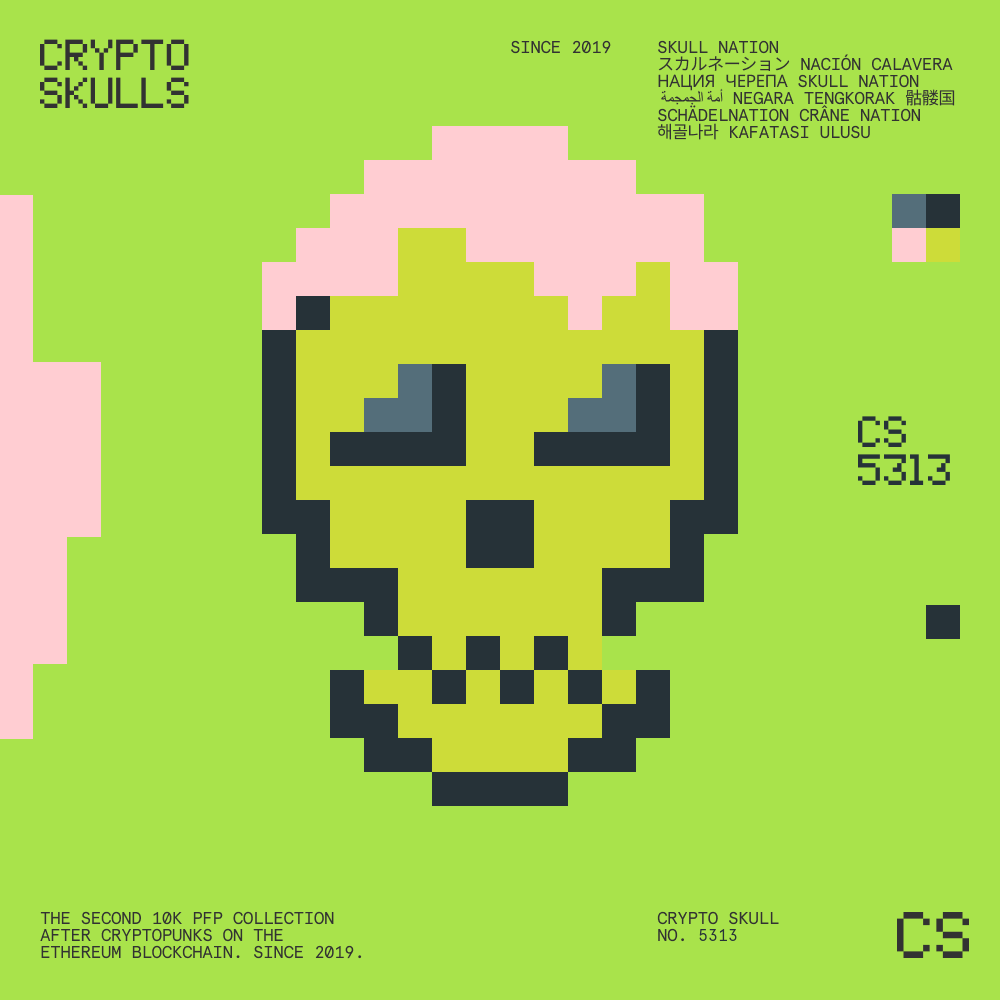 CRYPTO
SKULLS
SINCE 2019
SKULL NATION
スカルネーション NACIÓN CALAVERA
НАЦИЯ ЧЕРЕПА SKULL NATION
أمة الجمجمة NEGARA TENGKORAK 骷髅国
SCHÄDELNATION CRÂNE NATION
해골나라 KAFATASI ULUSU
CS
5313
THE SECOND 10K PFP COLLECTION
AFTER CRYPTOPUNKS ON THE
ETHEREUM BLOCKCHAIN. SINCE 2019.
CRYPTO SKULL
NO. 5313
CS